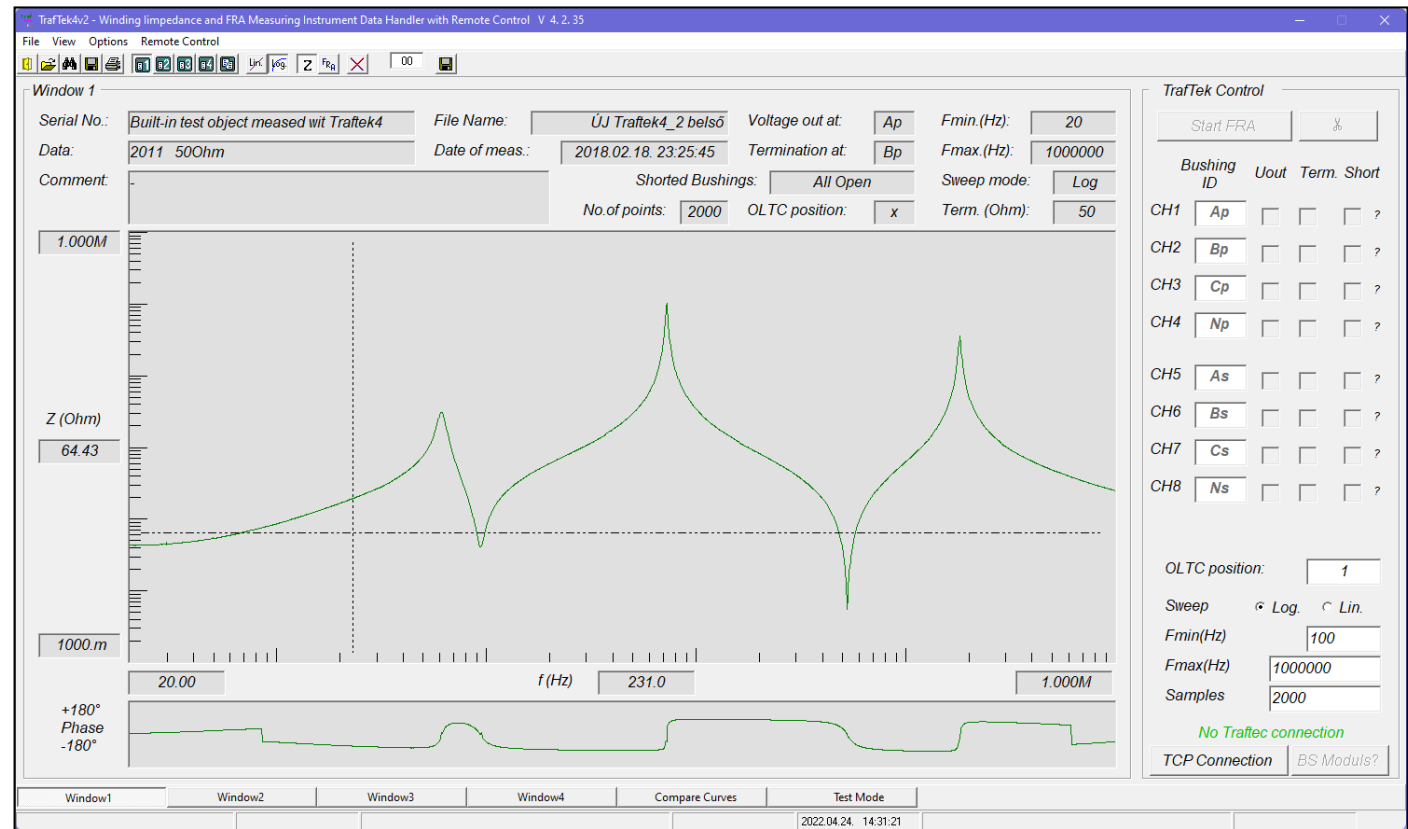 TrafTek4v2 - Winding Iimpedance and FRA Measuring Instrument Data Handler with Remote Control V 4. 2. 35
File View Options Remote Control
Lin. Log. Z FRA 00
Window 1
TrafTek Control
Serial No.: Built-in test object meased wit Traftek4 File Name: ÚJ Traftek4_2 belső Voltage out at: Ap Fmin.(Hz): 20
Start FRA
Data: 2011 50Ohm Date of meas.: 2018.02.18. 23:25:45 Termination at: Bp Fmax.(Hz): 1000000
Comment: - Shorted Bushings: All Open Sweep mode: Log
No.of points: 2000 OLTC position: x Term. (Ohm): 50
Bushing ID Uout Term. Short
CH1 Ap ?
CH2 Bp ?
CH3 Cp ?
CH4 Np ?
CH5 As ?
CH6 Bs ?
CH7 Cs ?
CH8 Ns ?
1.000M
Z (Ohm)
64.43
1000.m
20.00 f (Hz) 231.0 1.000M
+180°
Phase
-180°
OLTC position: 1
Sweep Log. Lin.
Fmin(Hz) 100
Fmax(Hz) 1000000
Samples 2000
No Traftec connection
TCP Connection BS Moduls?
Window1 Window2 Window3 Window4 Compare Curves Test Mode
2022.04.24. 14:31:21